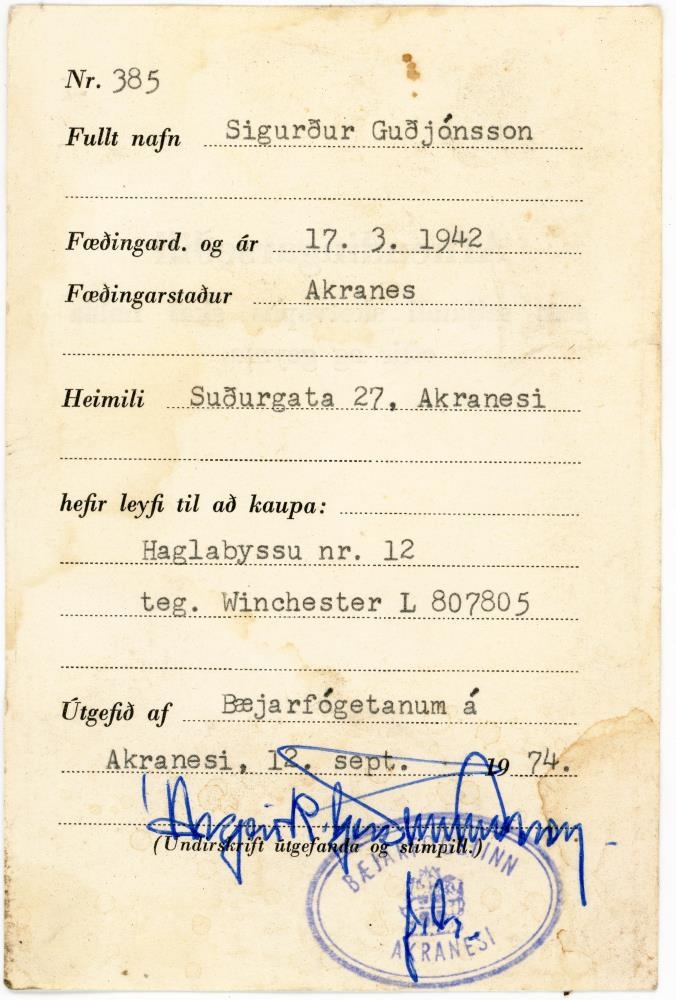 Nr. 385
Fullt nafn Sigurður Guðjónsson
Fæðingard. og ár 17. 3. 1942
Fæðingarstaður Akranes
Heimili Suðurgata 27, Akranesi
hefir leyfi til að kaupa:
Haglabyssu nr. 12
teg. Winchester L 807805
Útgefið af Bæjarfógetanum á
Akranesi, 12. sept. 19 74.
(Undirskrift útgefanda og stimpill.)
AKRANESI